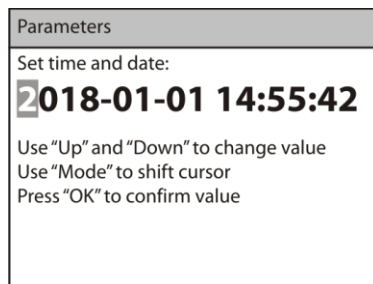 Parameters
Set time and date:
2018-01-01 14:55:42
Use “Up” and “Down” to change value
Use “Mode” to shift cursor
Press “OK” to confirm value